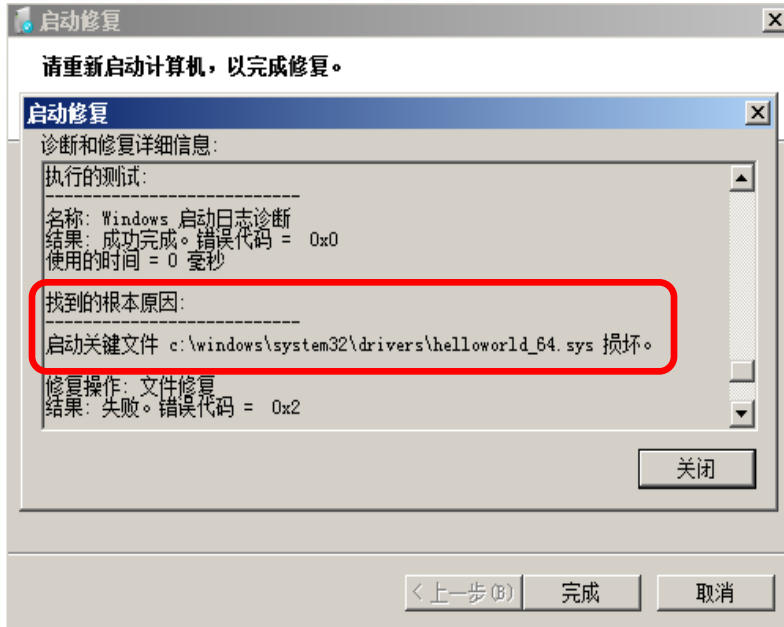 启动修复
请重新启动计算机，以完成修复。
启动修复
诊断和修复详细信息:
执行的测试:
---------------------------
名称: Windows 启动日志诊断
结果: 成功完成。错误代码 =  0x0
使用的时间 = 0 毫秒
找到的根本原因:
---------------------------
启动关键文件 c:\windows\system32\drivers\helloworld_64.sys 损坏。
修复操作: 文件修复
结果: 失败。错误代码 =  0x2
关闭
< 上一步(B)
完成
取消